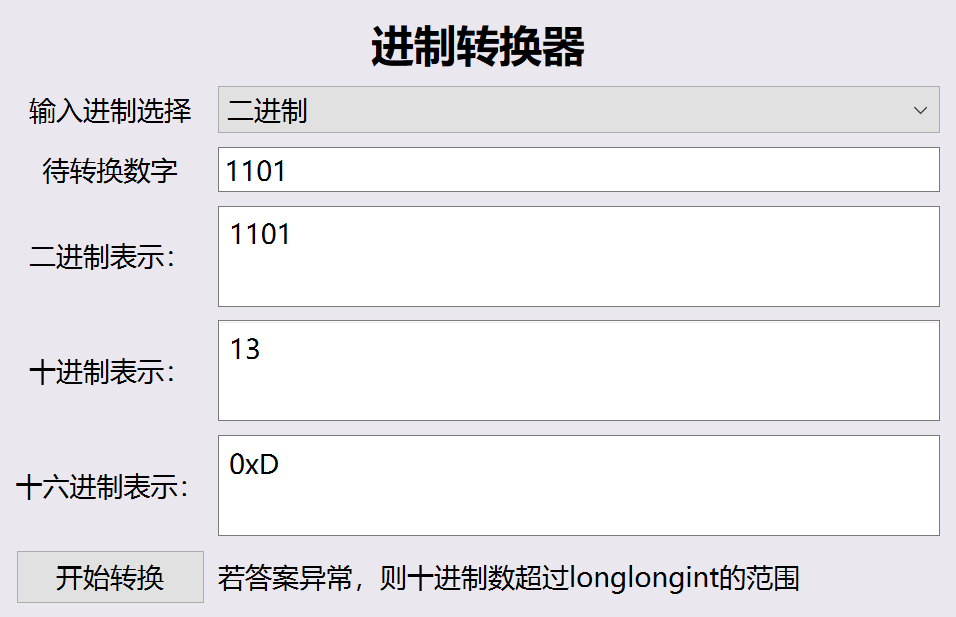 进制转换器
输入进制选择 二进制
待转换数字 1101
二进制表示： 1101
十进制表示： 13
十六进制表示： 0xD
开始转换 若答案异常，则十进制数超过longlongint的范围